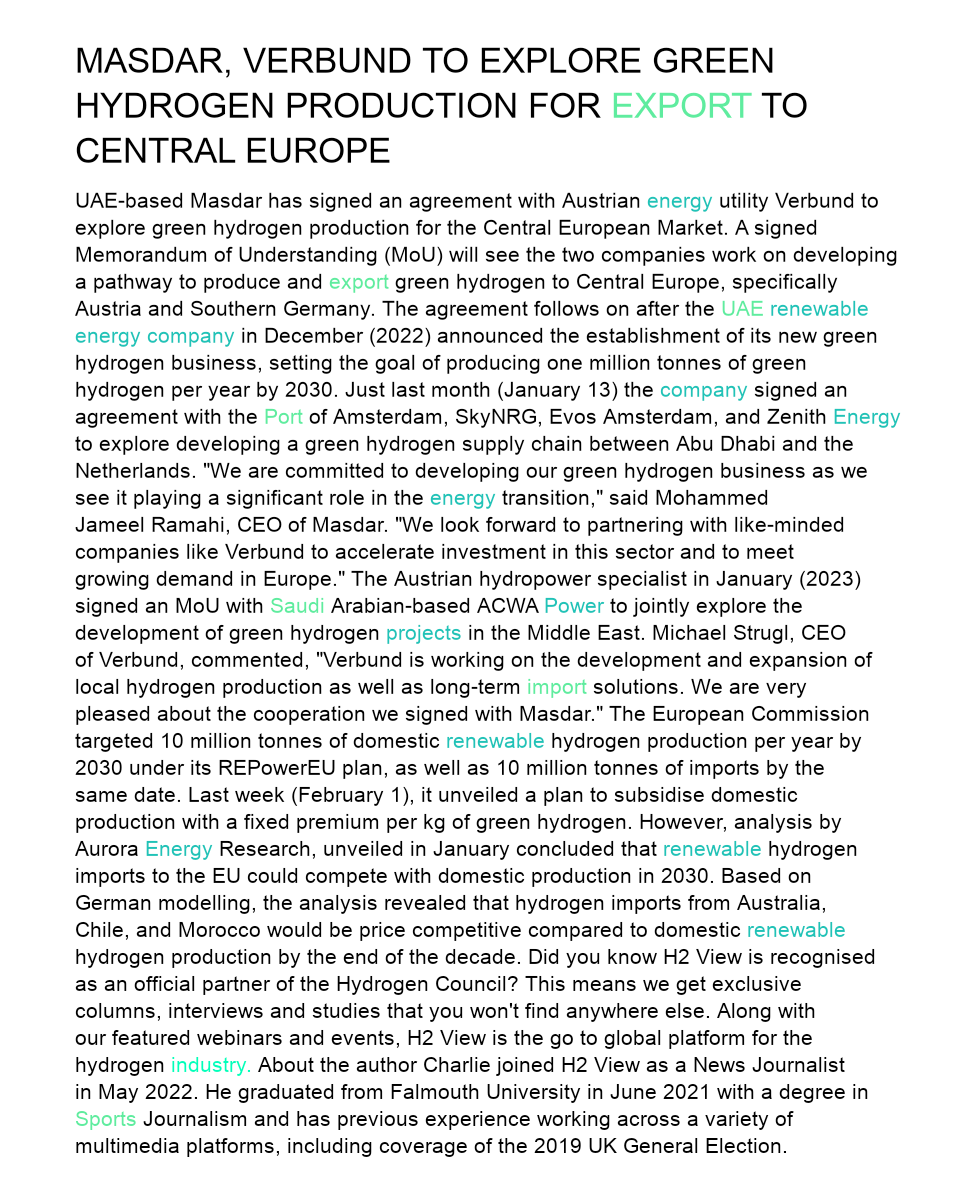 MASDAR, VERBUND TO EXPLORE GREEN
HYDROGEN PRODUCTION FOR EXPORT TO
CENTRAL EUROPE
UAE-based Masdar has signed an agreement with Austrian energy utility Verbund to
explore green hydrogen production for the Central European Market. A signed
Memorandum of Understanding (MoU) will see the two companies work on developing
a pathway to produce and export green hydrogen to Central Europe, specifically
Austria and Southern Germany. The agreement follows on after the UAE renewable
energy company in December (2022) announced the establishment of its new green
hydrogen business, setting the goal of producing one million tonnes of green
hydrogen per year by 2030. Just last month (January 13) the company signed an
agreement with the Port of Amsterdam, SkyNRG, Evos Amsterdam, and Zenith Energy
to explore developing a green hydrogen supply chain between Abu Dhabi and the
Netherlands. "We are committed to developing our green hydrogen business as we
see it playing a significant role in the energy transition," said Mohammed
Jameel Ramahi, CEO of Masdar. "We look forward to partnering with like-minded
companies like Verbund to accelerate investment in this sector and to meet
growing demand in Europe." The Austrian hydropower specialist in January (2023)
signed an MoU with Saudi Arabian-based ACWA Power to jointly explore the
development of green hydrogen projects in the Middle East. Michael Strugl, CEO
of Verbund, commented, "Verbund is working on the development and expansion of
local hydrogen production as well as long-term import solutions. We are very
pleased about the cooperation we signed with Masdar." The European Commission
targeted 10 million tonnes of domestic renewable hydrogen production per year by
2030 under its REPowerEU plan, as well as 10 million tonnes of imports by the
same date. Last week (February 1), it unveiled a plan to subsidise domestic
production with a fixed premium per kg of green hydrogen. However, analysis by
Aurora Energy Research, unveiled in January concluded that renewable hydrogen
imports to the EU could compete with domestic production in 2030. Based on
German modelling, the analysis revealed that hydrogen imports from Australia,
Chile, and Morocco would be price competitive compared to domestic renewable
hydrogen production by the end of the decade. Did you know H2 View is recognised
as an official partner of the Hydrogen Council? This means we get exclusive
columns, interviews and studies that you won't find anywhere else. Along with
our featured webinars and events, H2 View is the go to global platform for the
hydrogen industry. About the author Charlie joined H2 View as a News Journalist
in May 2022. He graduated from Falmouth University in June 2021 with a degree in
Sports Journalism and has previous experience working across a variety of
multimedia platforms, including coverage of the 2019 UK General Election.